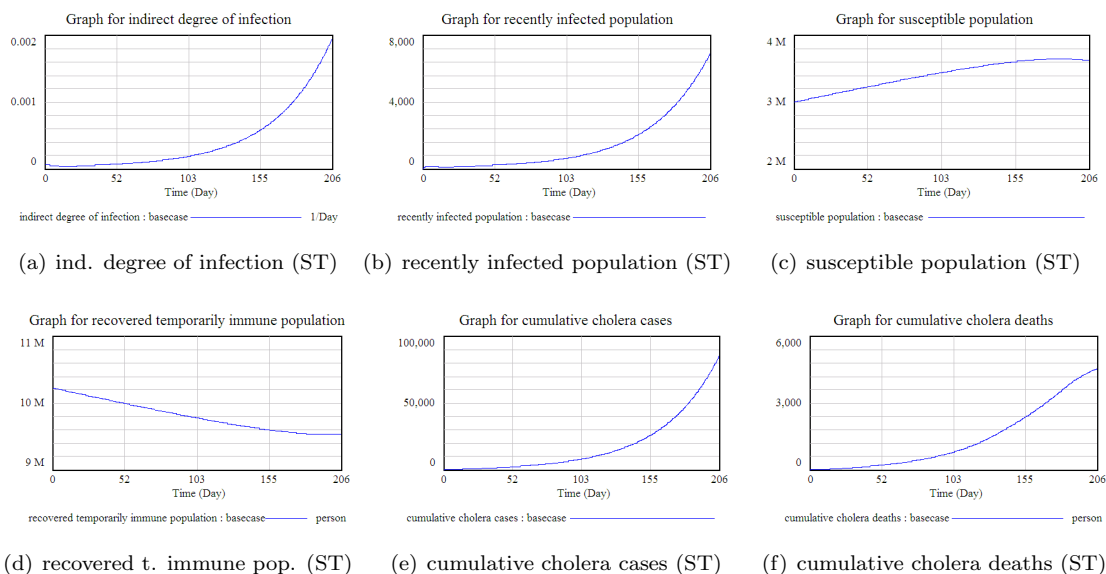 Graph for indirect degree of infection
0.002
0.001
0
0 52 103 155 206
Time (Day)
indirect degree of infection : basecase 1/Day
(a) ind. degree of infection (ST)
Graph for recently infected population
8,000
4,000
0
0 52 103 155 206
Time (Day)
recently infected population : basecase
(b) recently infected population (ST)
Graph for susceptible population
4 M
3 M
2 M
0 52 103 155 206
Time (Day)
susceptible population : basecase
(c) susceptible population (ST)
Graph for recovered temporarily immune population
11 M
10 M
9 M
0 52 103 155 206
Time (Day)
recovered temporarily immune population : basecase person
(d) recovered t. immune pop. (ST)
Graph for cumulative cholera cases
100,000
50,000
0
0 52 103 155 206
Time (Day)
cumulative cholera cases : basecase
(e) cumulative cholera cases (ST)
Graph for cumulative cholera deaths
6,000
3,000
0
0 52 103 155 206
Time (Day)
cumulative cholera deaths : basecase person
(f) cumulative cholera deaths (ST)